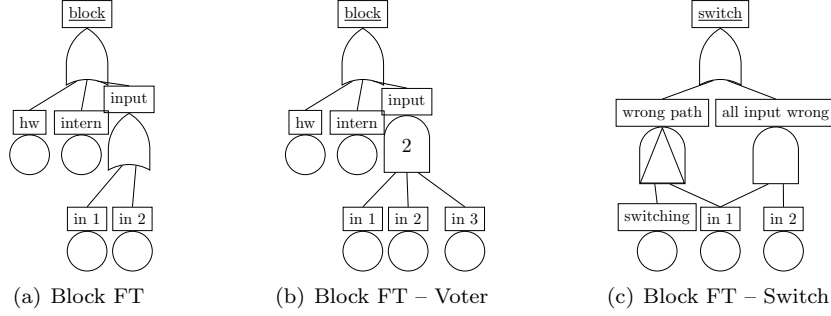 block
hw
intern
input
in 1
in 2
(a) Block FT
block
hw
intern
input
2
in 1
in 2
in 3
(b) Block FT – Voter
switch
wrong path
all input wrong
switching
in 1
in 2
(c) Block FT – Switch